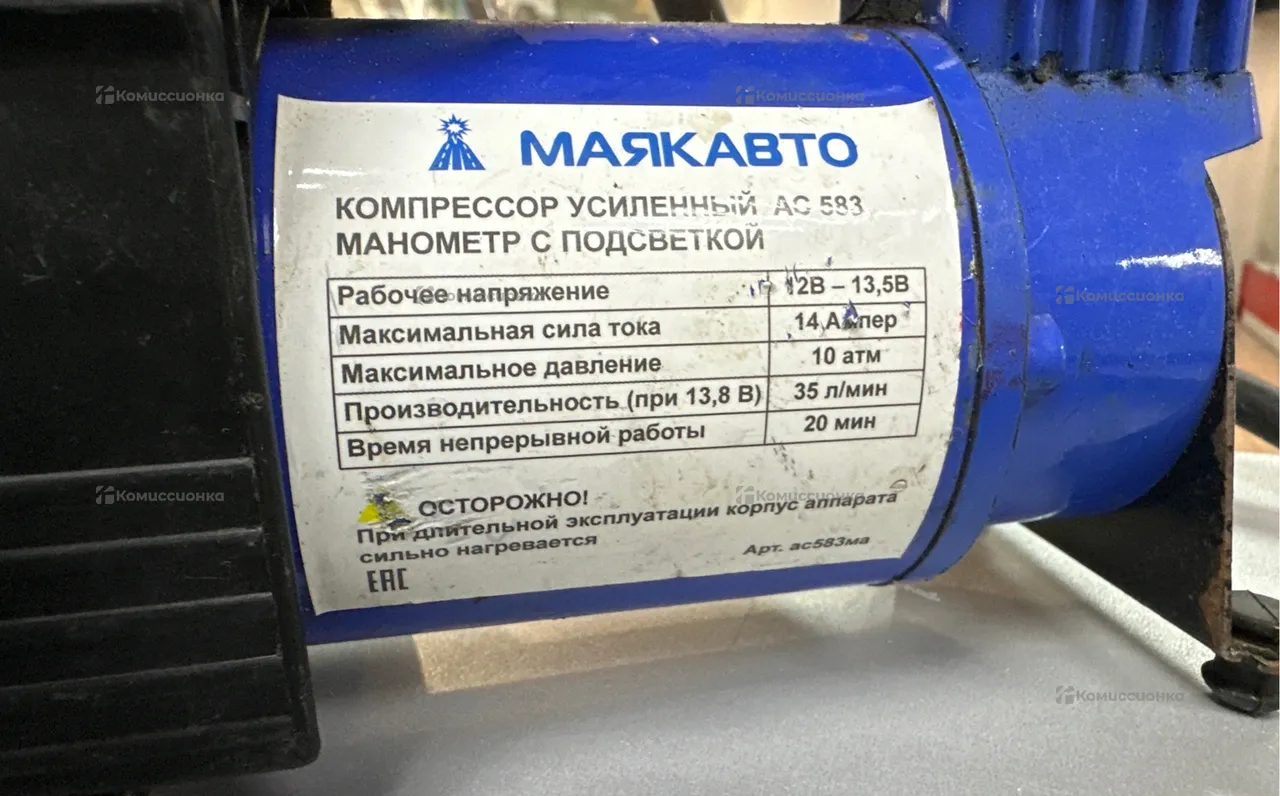 МАЯКАВТО
КОМПРЕССОР УСИЛЕННЫЙ АС 583
МАНОМЕТР С ПОДСВЕТКОЙ
Рабочее напряжение 12В – 13,5В
Максимальная сила тока 14 Ампер
Максимальное давление 10 атм
Производительность (при 13,8 В) 35 л/мин
Время непрерывной работы 20 мин
ОСТОРОЖНО!
При длительной эксплуатации корпус аппарата
сильно нагревается
Арт. ас583ма
ЕАС
Комиссионка
Комиссионка
Комиссионка
Комиссионка
Комиссионка
Комиссионка
Комиссионка